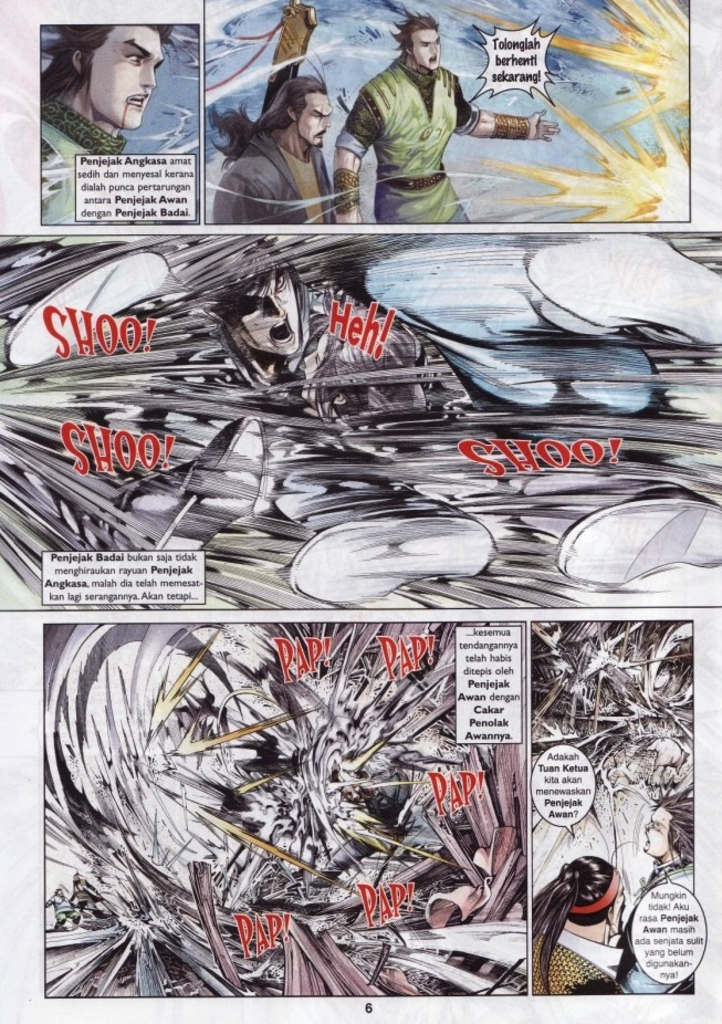 Penjejak Angkasa amat
sedih dan menyesal kerana
dialah punca pertarungan
antara Penjejak Awan
dengan Penjejak Badai.
Tolonglah
berhenti
sekarang!
SHOO!
Heh!
SHOO!
SHOO!
Penjejak Badai bukan saja tidak
menghiraukan rayuan Penjejak
Angkasa, malah dia telah memesat-
kan lagi serangannya. Akan tetapi...
PAP!
PAP!
...kesemua
tendangannya
telah habis
ditepis oleh
Penjejak
Awan dengan
Cakar
Penolak
Awannya.
PAP!
PAP!
PAP!
Adakah
Tuan Ketua
kita akan
menewaskan
Penjejak
Awan?
Mungkin
tidak! Aku
rasa Penjejak
Awan masih
ada senjata sulit
yang belum
digunakan-
nya!
6